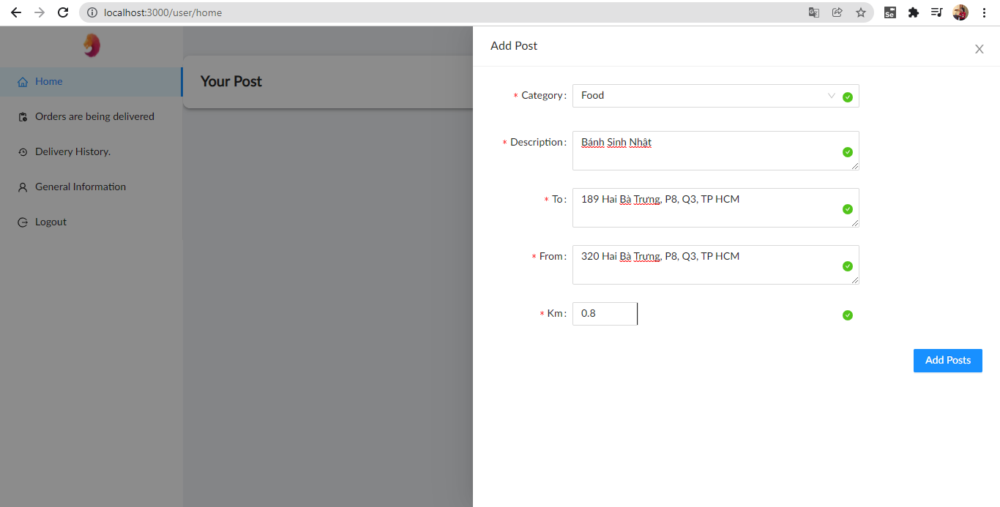 localhost:3000/user/home
Se
Add Post
Home
Your Post
* Category: Food
Orders are being delivered
* Description: Bánh Sinh Nhật
Delivery History.
General Information
* To: 189 Hai Bà Trưng, P8, Q3, TP HCM
Logout
* From: 320 Hai Bà Trưng, P8, Q3, TP HCM
* Km: 0.8
Add Posts